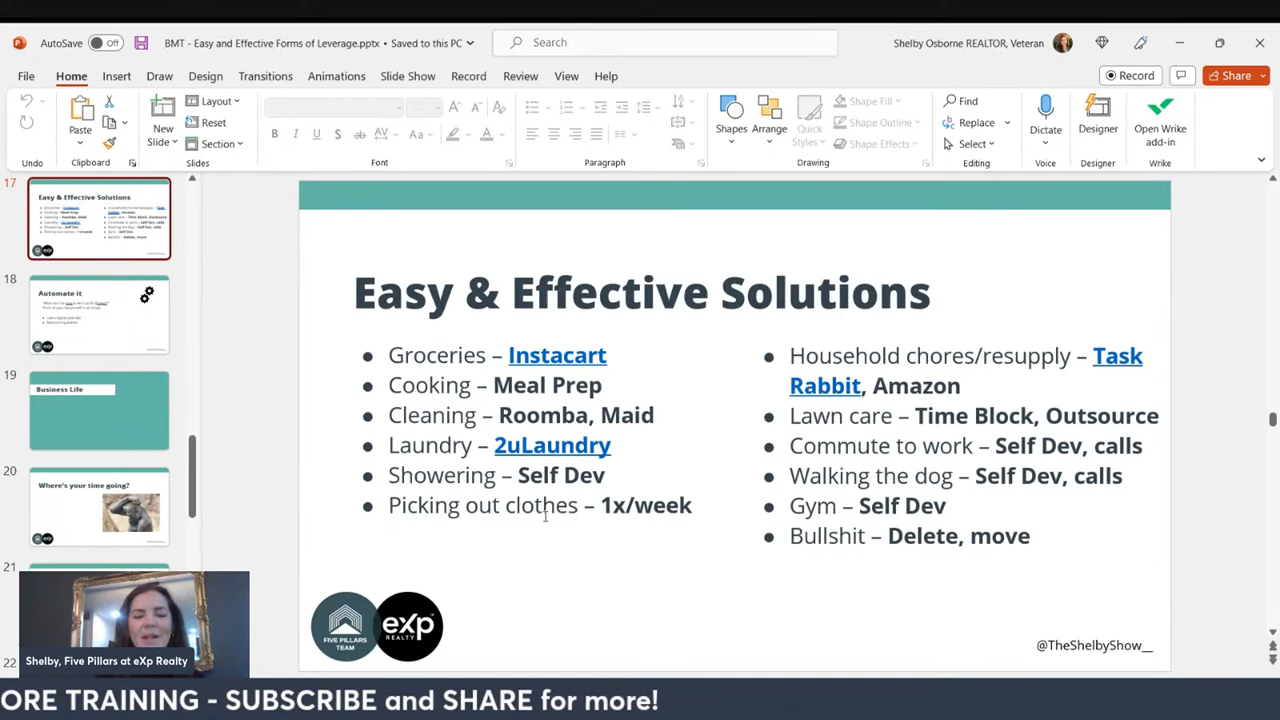 AutoSave Off BMT - Easy and Effective Forms of Leverage.pptx • Saved to this PC Search Shelby Osborne REALTOR, Veteran
File Home Insert Draw Design Transitions Animations Slide Show Record Review View Help Record Share
Paste New Slide Layout Reset Section Shapes Arrange Quick Styles Shape Fill Shape Outline Shape Effects Find Replace Select Dictate Designer Open Wrike add-in
Undo Clipboard Slides Font Paragraph Drawing Editing Voice Designer Wrike
17
Easy & Effective Solutions
18
Automate it
19
Business Life
20
Where's your time going?
21
22
Easy & Effective Solutions
• Groceries – Instacart
• Cooking – Meal Prep
• Cleaning – Roomba, Maid
• Laundry – 2uLaundry
• Showering – Self Dev
• Picking out clothes – 1x/week
• Household chores/resupply – Task
Rabbit, Amazon
• Lawn care – Time Block, Outsource
• Commute to work – Self Dev, calls
• Walking the dog – Self Dev, calls
• Gym – Self Dev
• Bullshit – Delete, move
FIVE PILLARS
TEAM
eXp
REALTY
@TheShelbyShow__
Shelby, Five Pillars at eXp Realty
ORE TRAINING - SUBSCRIBE and SHARE for more!